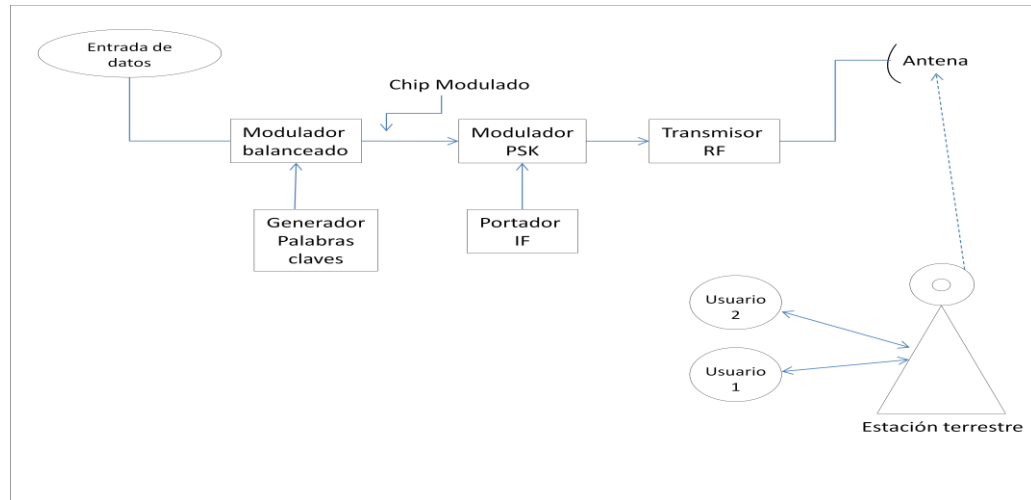 Entrada de
datos
Antena
Chip Modulado
Modulador
balanceado
Modulador
PSK
Transmisor
RF
Generador
Palabras
claves
Portador
IF
Usuario
2
Usuario
1
Estación terrestre